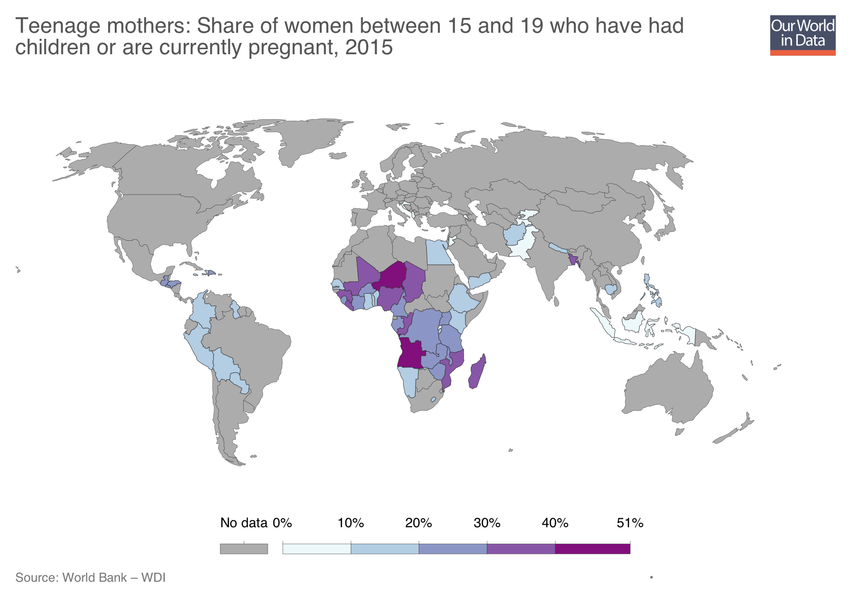 Teenage mothers: Share of women between 15 and 19 who have had
children or are currently pregnant, 2015
Our World
in Data
No data 0% 10% 20% 30% 40% 51%
Source: World Bank – WDI